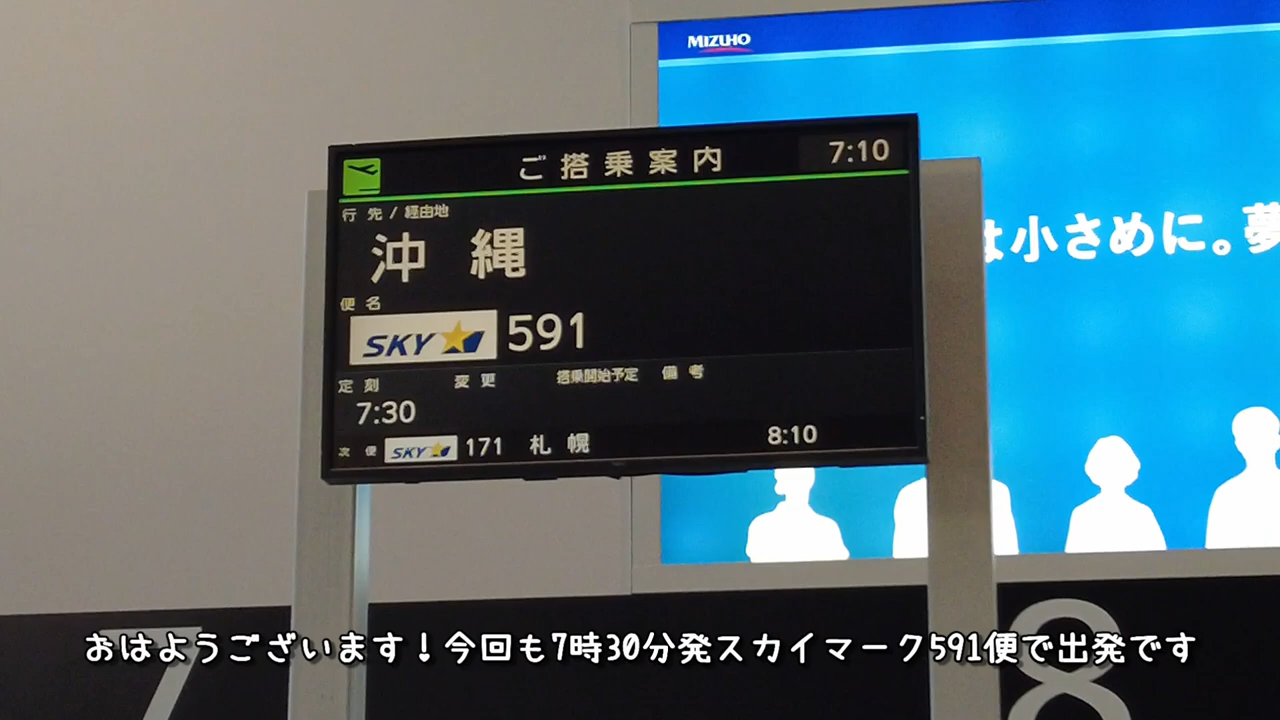 MIZUHO
ご搭乗案内 7:10
行先/経由地
沖縄
便名
SKY 591
定刻 変更 搭乗開始予定 備考
7:30
次便 SKY 171 札幌 8:10
は小さめに。夢
7 8
おはようございます!今回も7時30分発スカイマーク591便で出発です